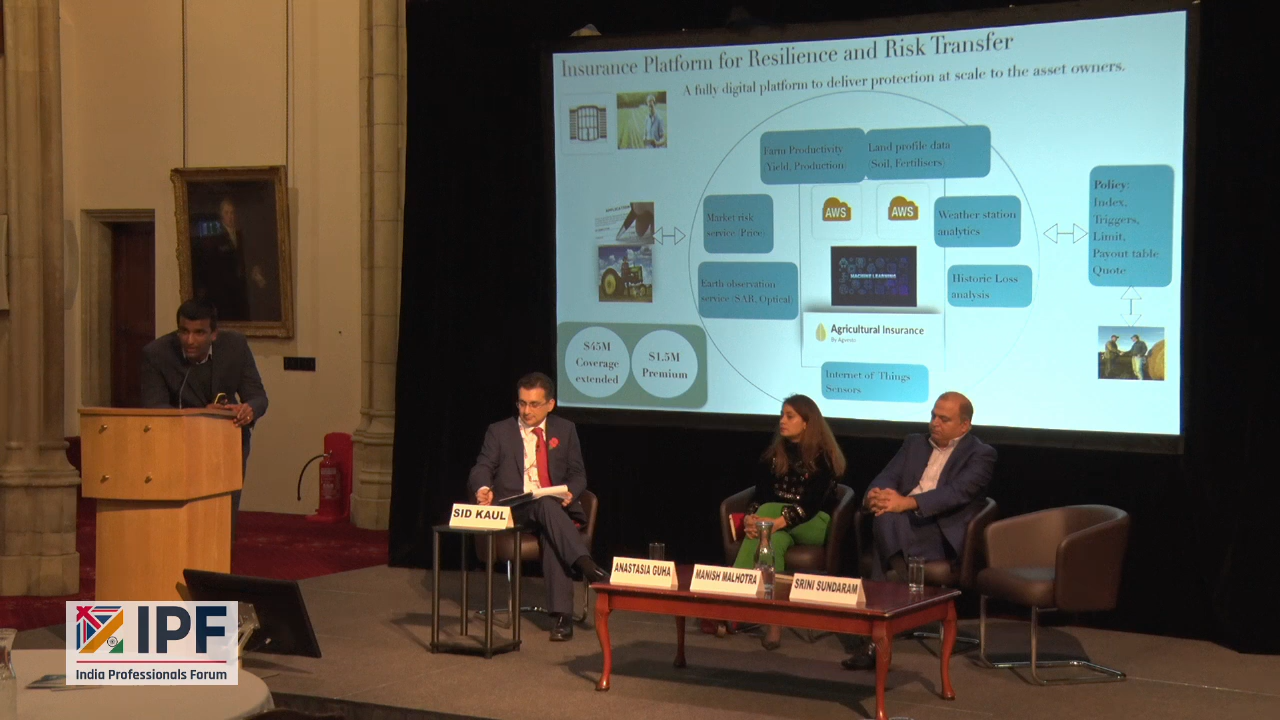 Insurance Platform for Resilience and Risk Transfer
A fully digital platform to deliver protection at scale to the asset owners.
Farm Productivity
(Yield, Production)
Land profile data
(Soil, Fertilisers)
Market risk
service (Price)
AWS
AWS
Weather station
analytics
Earth observation
service (SAR, Optical)
MACHINE LEARNING
Historic Loss
analysis
Agricultural Insurance
Internet of Things
Sensors
Policy:
Index,
Triggers,
Limit,
Payout table
Quote
$45M
Coverage
extended
$1.5M
Premium
SID KAUL
ANASTASIA GUHA
MANISH MALHOTRA
SRINI SUNDARAM
IPF
India Professionals Forum